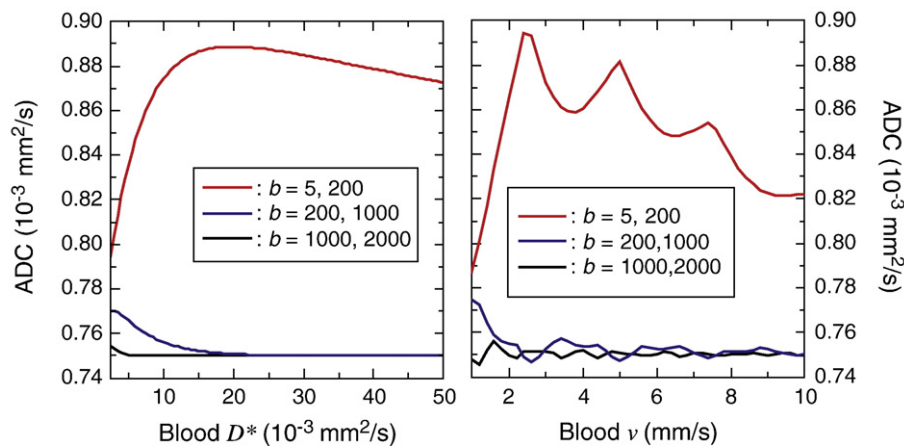 0.90
0.88
0.86
0.84
0.82
0.80
0.78
0.76
0.74
ADC (10⁻³ mm²/s)
: b = 5, 200
: b = 200, 1000
: b = 1000, 2000
10
20
30
40
50
Blood D* (10⁻³ mm²/s)
: b = 5, 200
: b = 200,1000
: b = 1000,2000
2
4
6
8
10
Blood v (mm/s)
0.90
0.88
0.86
0.84
0.82
0.80
0.78
0.76
0.74
ADC (10⁻³ mm²/s)